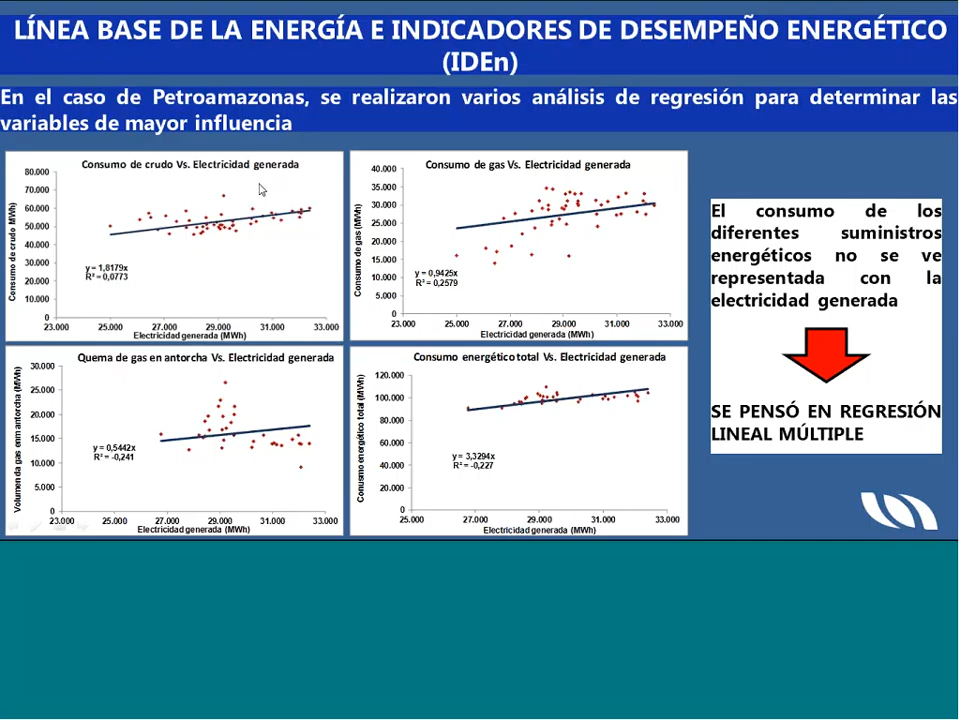 LÍNEA BASE DE LA ENERGÍA E INDICADORES DE DESEMPEÑO ENERGÉTICO
(IDEn)
En el caso de Petroamazonas, se realizaron varios análisis de regresión para determinar las
variables de mayor influencia
Consumo de crudo Vs. Electricidad generada
Consumo de crudo MWh)
80.000
70.000
60.000
50.000
40.000
30.000
20.000
10.000
0
y = 1,8179x
R² = 0,0773
23.000 25.000 27.000 29.000 31.000 33.000
Electricidad generada (MWh)
Consumo de gas Vs. Electricidad generada
Consumo de gas (MWh)
40.000
35.000
30.000
25.000
20.000
15.000
10.000
5.000
0
y = 0,9425x
R² = 0,2579
23.000 25.000 27.000 29.000 31.000 33.000
Electricidad generada (MWh)
Quema de gas en antorcha Vs. Electricidad generada
Volumen da gas enm antorcha (MWh)
30.000
25.000
20.000
15.000
10.000
5.000
0
y = 0,5442x
R² = -0,241
23.000 25.000 27.000 29.000 31.000 33.000
Electricidad generada (MWh)
Consumo energético total Vs. Electricidad generada
Conusmo energético total (MWh)
120.000
100.000
80.000
60.000
40.000
20.000
0
y = 3,3294x
R² = -0,227
25.000 27.000 29.000 31.000 33.000
Electricidad generada (MWh)
El consumo de los
diferentes suministros
energéticos no se ve
representada con la
electricidad generada
SE PENSÓ EN REGRESIÓN
LINEAL MÚLTIPLE